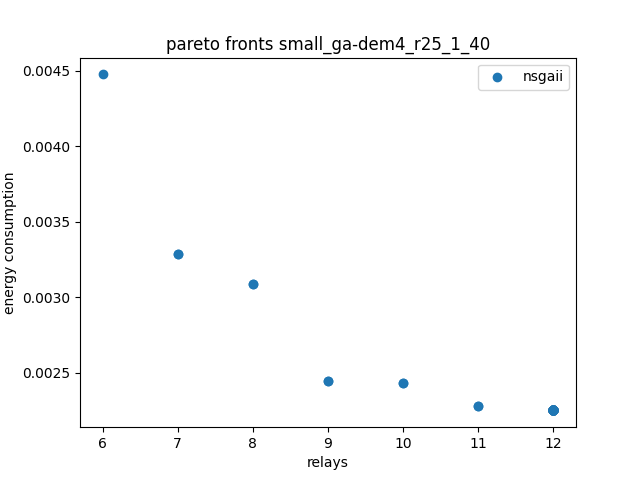 pareto fronts small_ga-dem4_r25_1_40
nsgaii
0.0045
0.0040
0.0035
0.0030
0.0025
energy consumption
6 7 8 9 10 11 12
relays